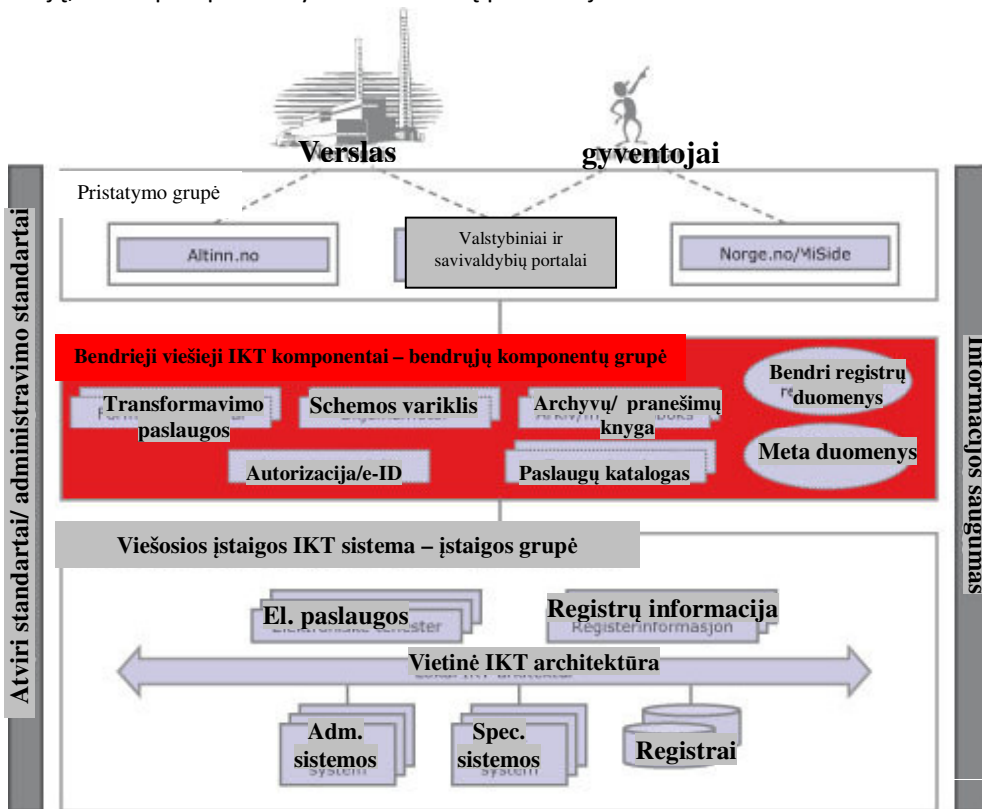 Verslas
gyventojai
Pristatymo grupė
Altinn.no
Valstybiniai ir
savivaldybių portalai
Norge.no/MiSide
Bendrieji viešieji IKT komponentai – bendrųjų komponentų grupė
Transformavimo
paslaugos
Schemos variklis
Archyvų/ pranešimų
knyga
Bendri registrų
duomenys
Autorizacija/e-ID
Paslaugų katalogas
Meta duomenys
Viešosios įstaigos IKT sistema – įstaigos grupė
El. paslaugos
Registrų informacija
Registerinformasjon
Vietinė IKT architektūra
Adm.
sistemos
system
Spec.
sistemos
system
Registrai
Atviri standartai/ administravimo standartai
Informacijos saugumas